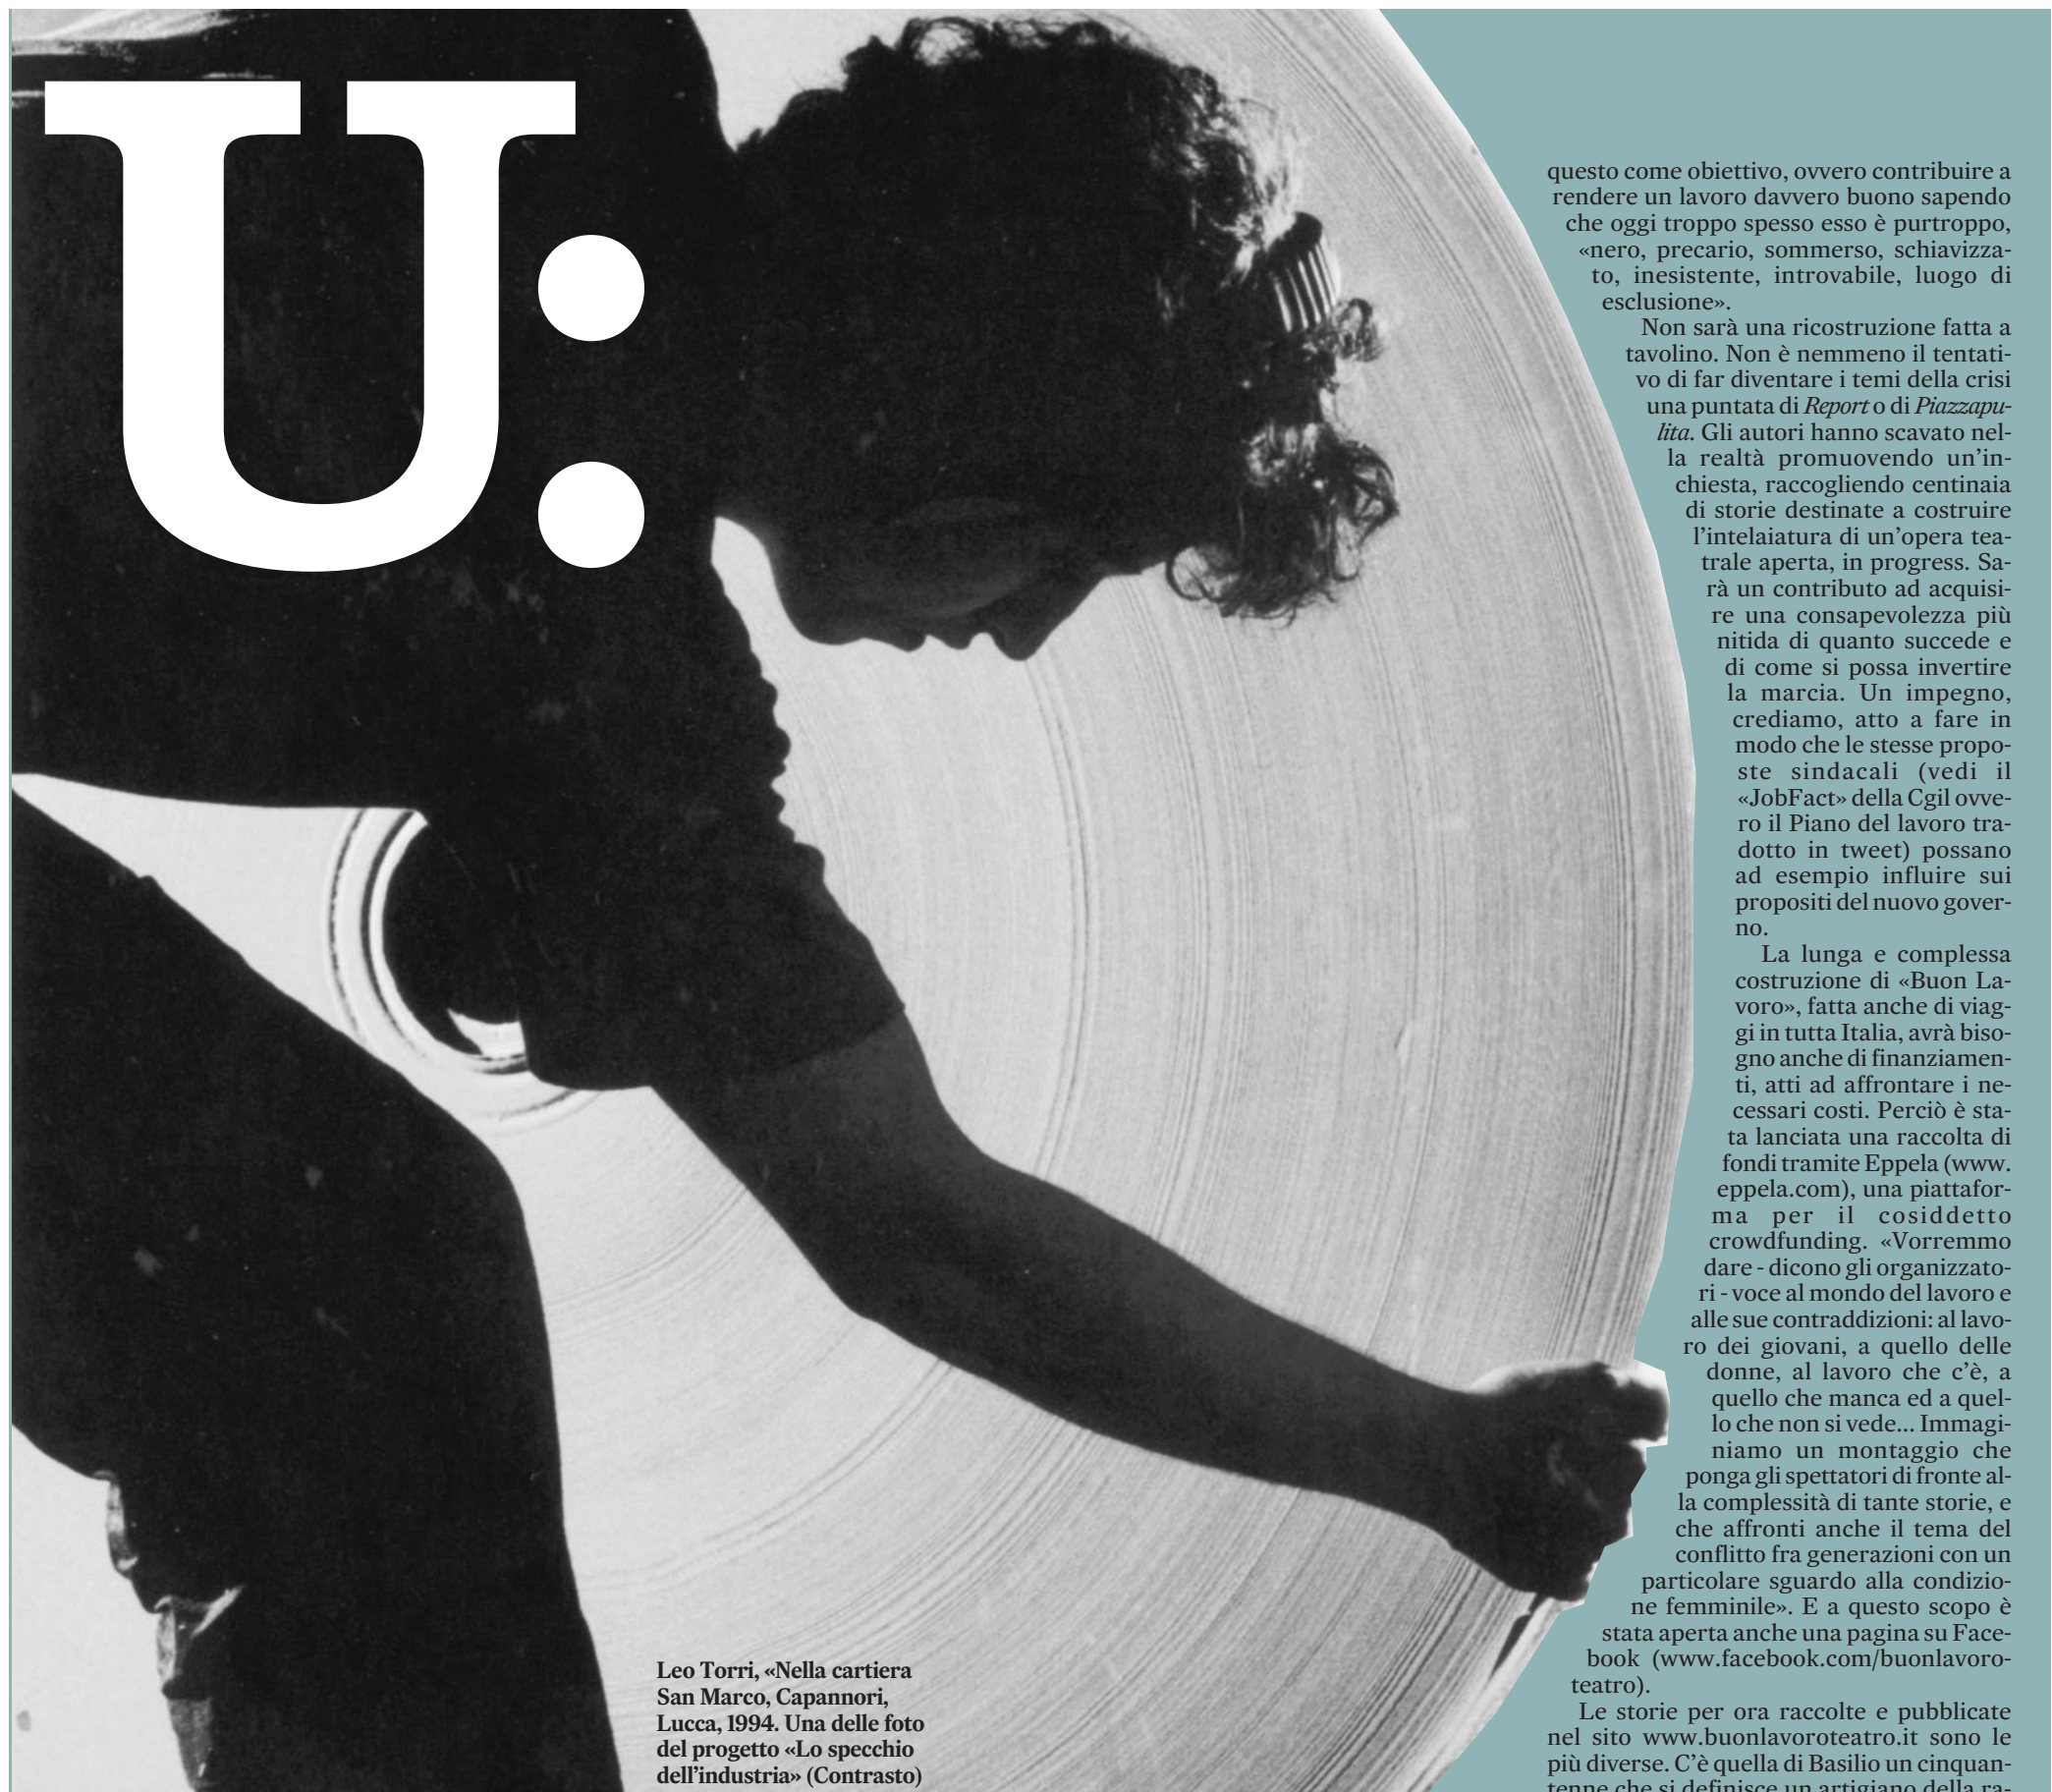 U:
questo come obiettivo, ovvero contribuire a
rendere un lavoro davvero buono sapendo
che oggi troppo spesso esso è purtroppo,
«nero, precario, sommerso, schiavizza-
to, inesistente, introvabile, luogo di
esclusione».
Non sarà una ricostruzione fatta a
tavolino. Non è nemmeno il tentati-
vo di far diventare i temi della crisi
una puntata di Report o di Piazzapu-
lita. Gli autori hanno scavato nel-
la realtà promuovendo un'in-
chiesta, raccogliendo centinaia
di storie destinate a costruire
l'intelaiatura di un'opera tea-
trale aperta, in progress. Sa-
rà un contributo ad acquisi-
re una consapevolezza più
nitida di quanto succede e
di come si possa invertire
la marcia. Un impegno,
crediamo, atto a fare in
modo che le stesse propo-
ste sindacali (vedi il
«JobFact» della Cgil ovve-
ro il Piano del lavoro tra-
dotto in tweet) possano
ad esempio influire sui
propositi del nuovo gover-
no.
La lunga e complessa
costruzione di «Buon La-
voro», fatta anche di viag-
gi in tutta Italia, avrà biso-
gno anche di finanziamen-
ti, atti ad affrontare i ne-
cessari costi. Perciò è sta-
ta lanciata una raccolta di
fondi tramite Eppela (www.
eppela.com), una piattafor-
ma per il cosiddetto
crowdfunding. «Vorremmo
dare - dicono gli organizzato-
ri - voce al mondo del lavoro e
alle sue contraddizioni: al lavo-
ro dei giovani, a quello delle
donne, al lavoro che c'è, a
quello che manca ed a quel-
lo che non si vede... Immagi-
niamo un montaggio che
ponga gli spettatori di fronte al-
la complessità di tante storie, e
che affronti anche il tema del
conflitto fra generazioni con un
particolare sguardo alla condizio-
ne femminile». E a questo scopo è
stata aperta anche una pagina su Face-
book (www.facebook.com/buonlavoro-
teatro).
Le storie per ora raccolte e pubblicate
nel sito www.buonlavoroteatro.it sono le
più diverse. C'è quella di Basilio un cinquan-
tenne che si definisce un artigiano della ra-
Leo Torri, «Nella cartiera
San Marco, Capannori,
Lucca, 1994. Una delle foto
del progetto «Lo specchio
dell'industria» (Contrasto)